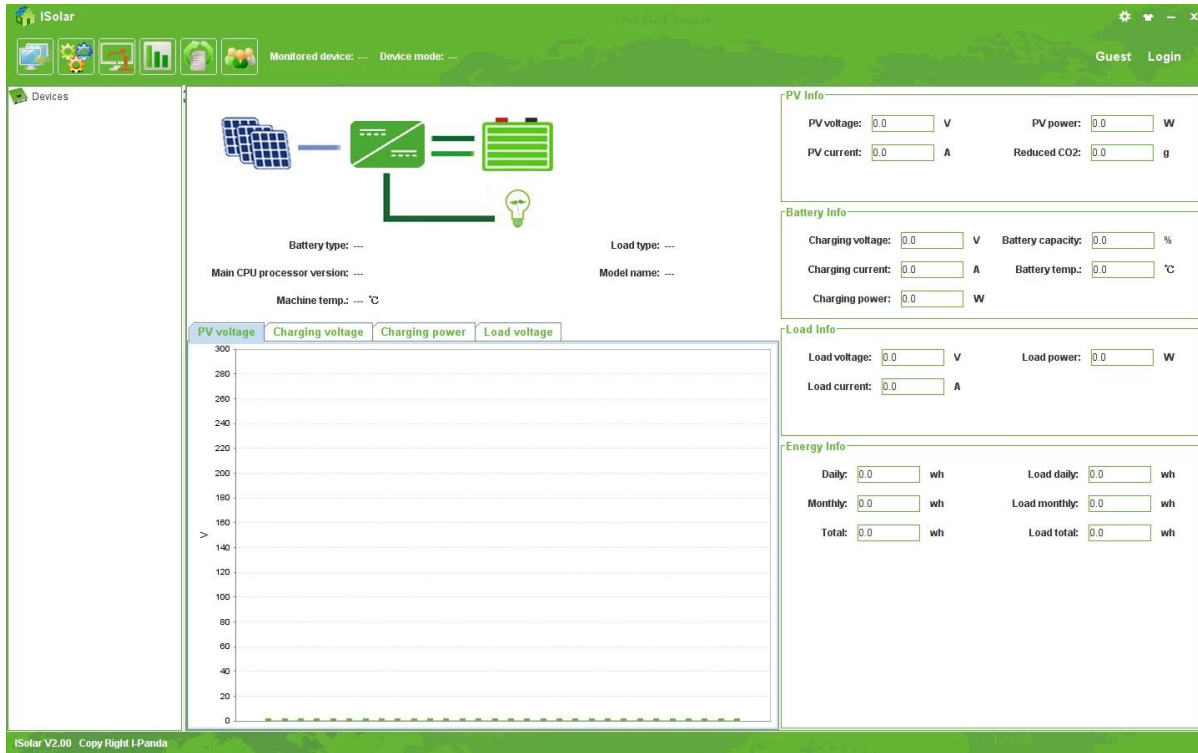 ISolar
Monitored device: --- Device mode: ---
Guest Login
Devices
Battery type: --- Load type: ---
Main CPU processor version: --- Model name: ---
Machine temp.: --- ℃
PV voltage Charging voltage Charging power Load voltage
300
280
260
240
220
200
180
160
V
140
120
100
80
60
40
20
0
PV Info
PV voltage: 0.0 V PV power: 0.0 W
PV current: 0.0 A Reduced CO2: 0.0 g
Battery Info
Charging voltage: 0.0 V Battery capacity: 0.0 %
Charging current: 0.0 A Battery temp.: 0.0 ℃
Charging power: 0.0 W
Load Info
Load voltage: 0.0 V Load power: 0.0 W
Load current: 0.0 A
Energy Info
Daily: 0.0 wh Load daily: 0.0 wh
Monthly: 0.0 wh Load monthly: 0.0 wh
Total: 0.0 wh Load total: 0.0 wh
ISolar V2.00 Copy Right I-Panda